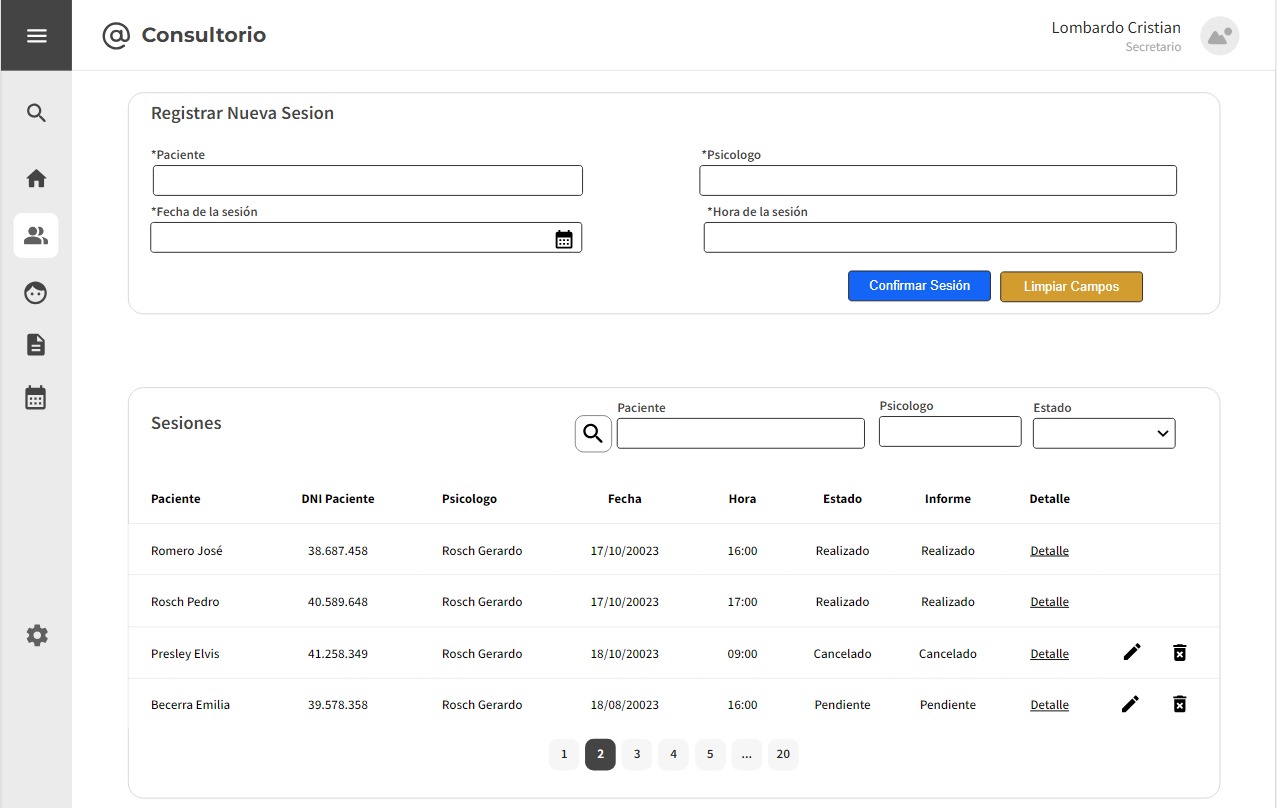 @ Consultorio
Lombardo Cristian
Secretario
Registrar Nueva Sesion
*Paciente *Psicologo
*Fecha de la sesión *Hora de la sesión
Confirmar Sesión Limpiar Campos
Sesiones Paciente Psicologo Estado
Paciente DNI Paciente Psicologo Fecha Hora Estado Informe Detalle
Romero José 38.687.458 Rosch Gerardo 17/10/20023 16:00 Realizado Realizado Detalle
Rosch Pedro 40.589.648 Rosch Gerardo 17/10/20023 17:00 Realizado Realizado Detalle
Presley Elvis 41.258.349 Rosch Gerardo 18/10/20023 09:00 Cancelado Cancelado Detalle
Becerra Emilia 39.578.358 Rosch Gerardo 18/08/20023 16:00 Pendiente Pendiente Detalle
1 2 3 4 5 ... 20